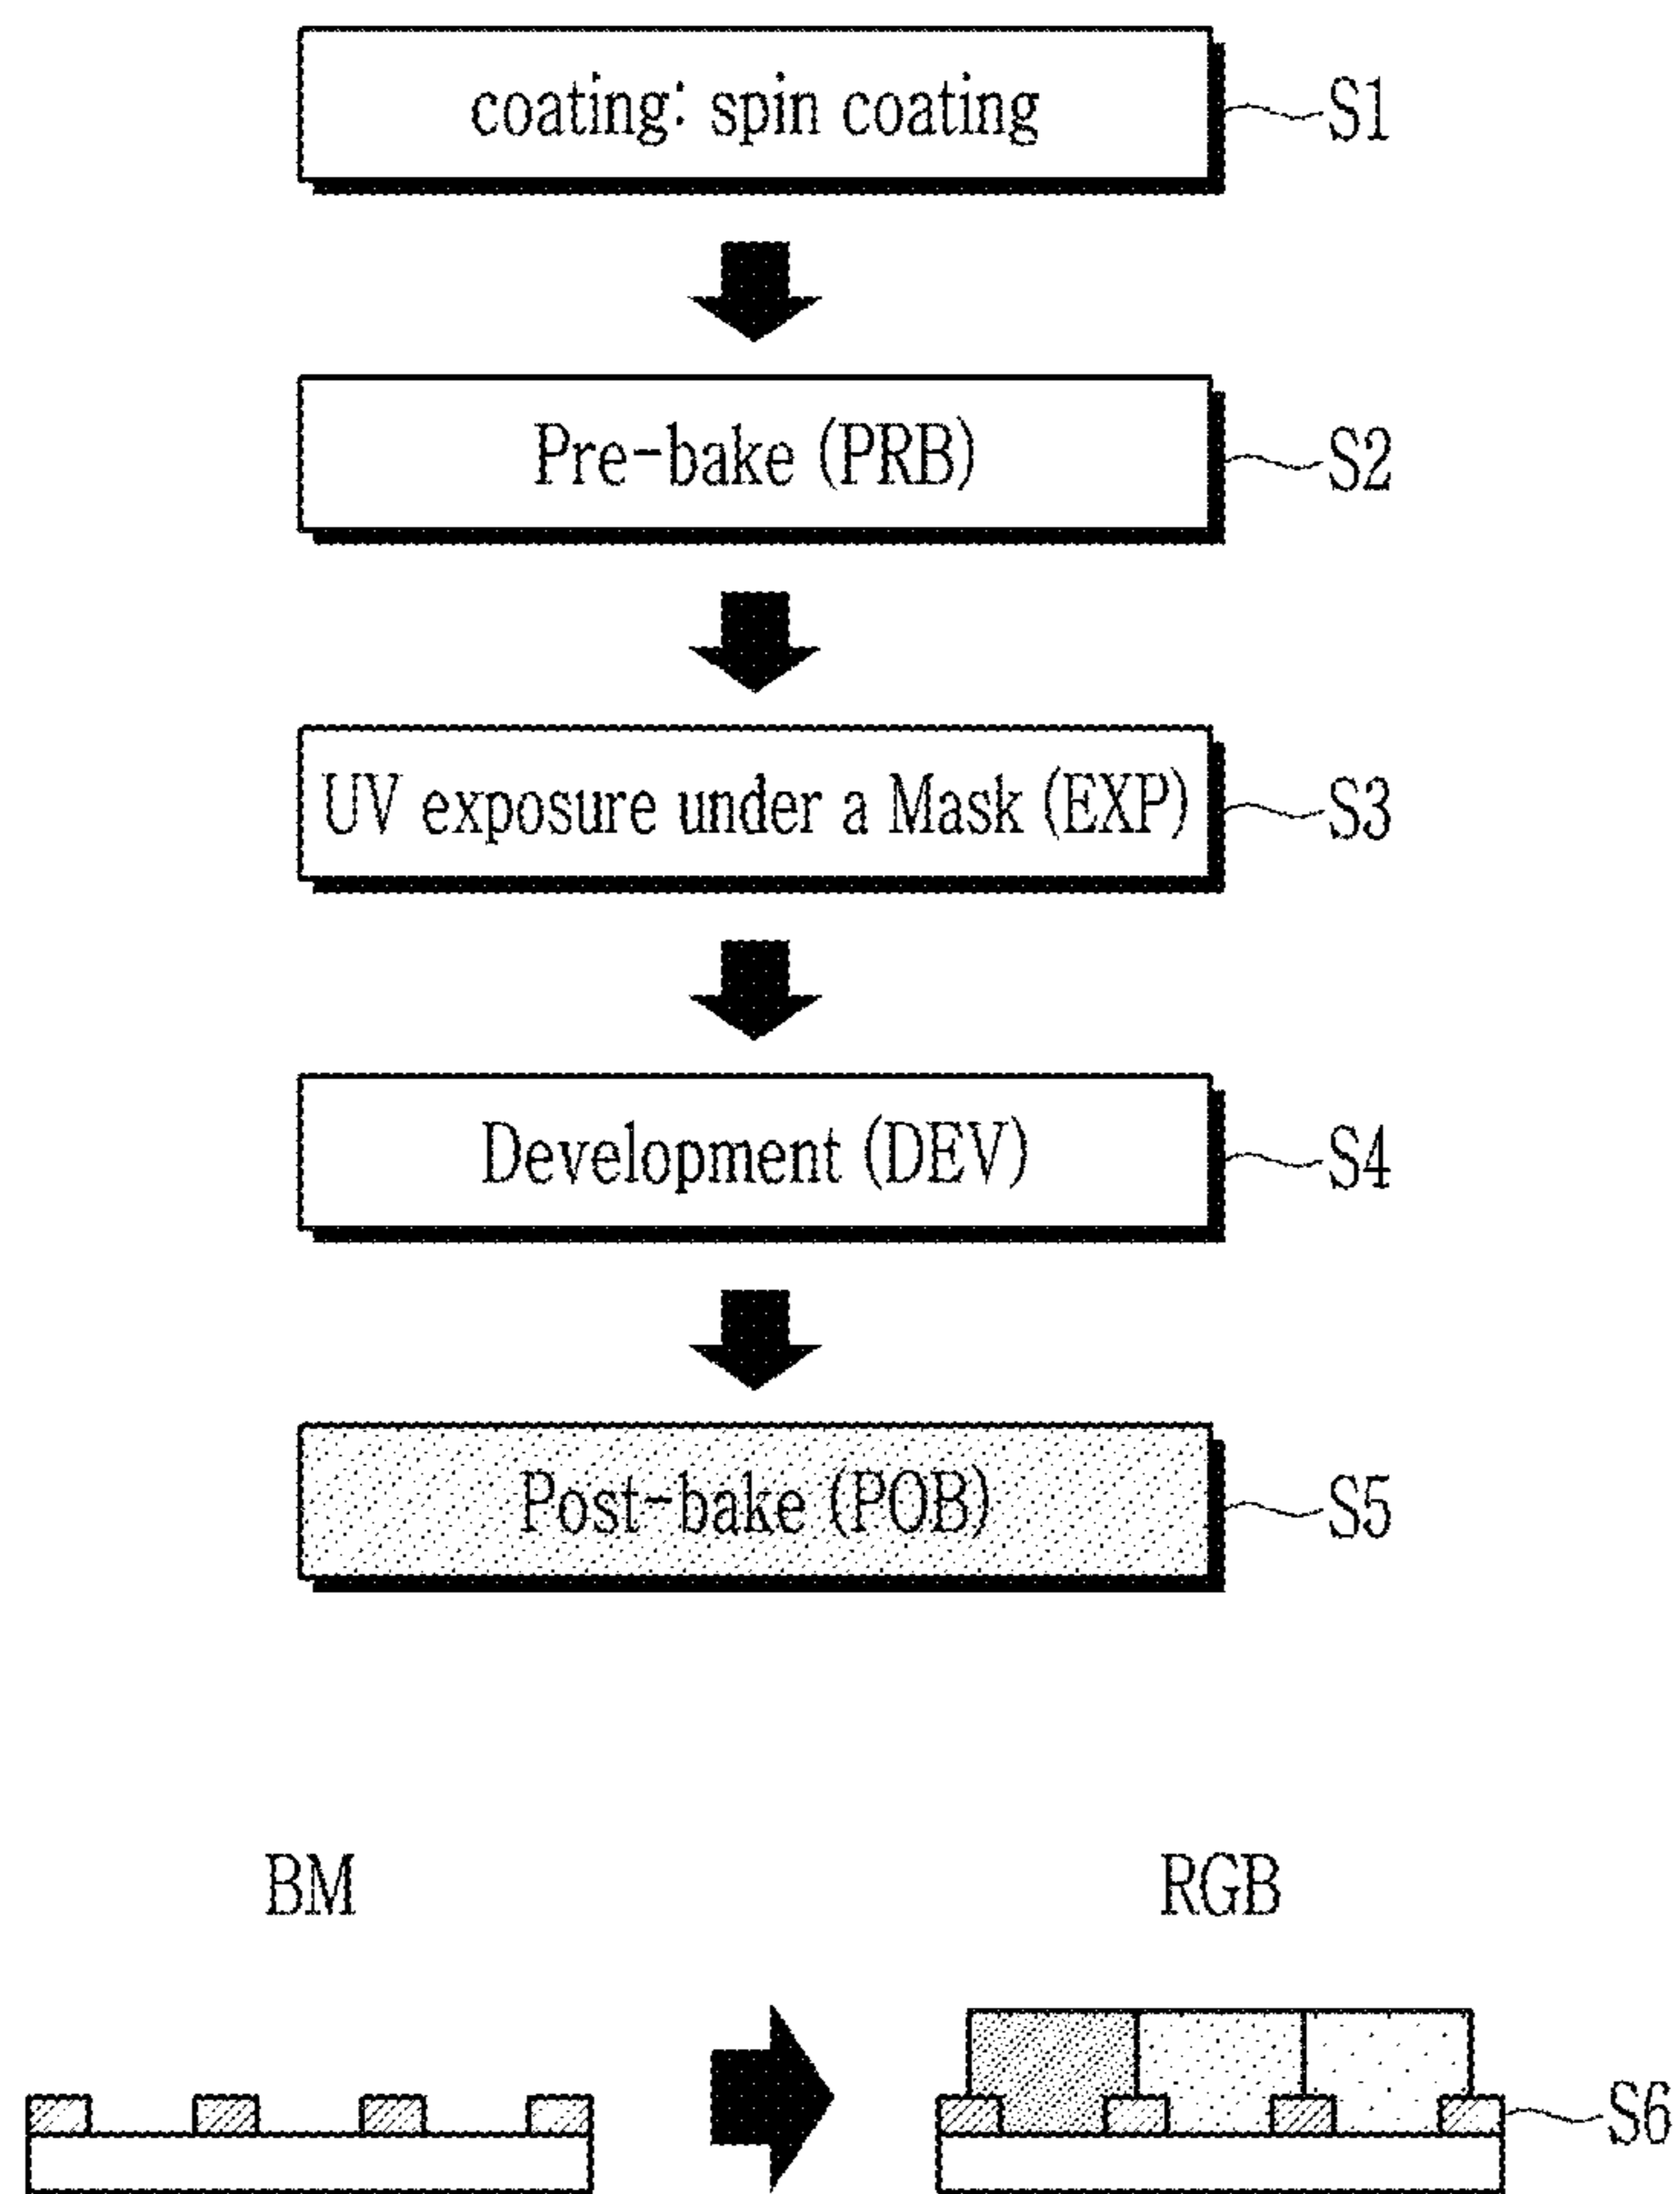 coating: spin coating S1
Pre-bake (PRB) S2
UV exposure under a Mask (EXP) S3
Development (DEV) S4
Post-bake (POB) S5
BM RGB
S6